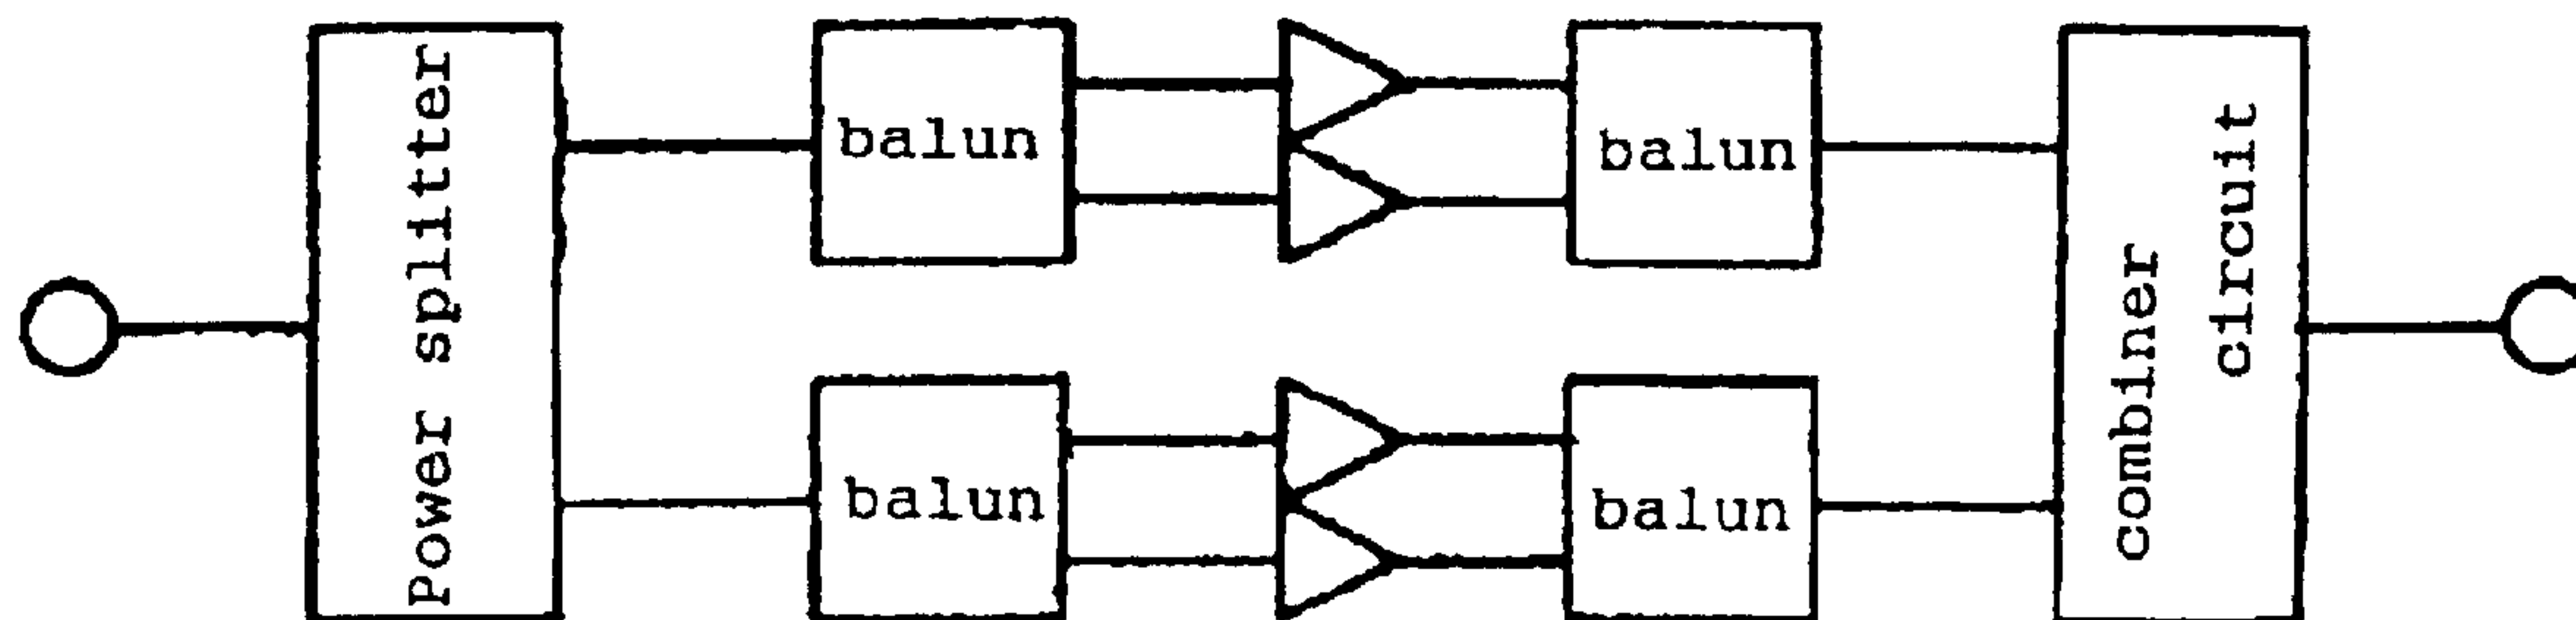 Power splitter
balun
balun
balun
balun
combiner
circuit